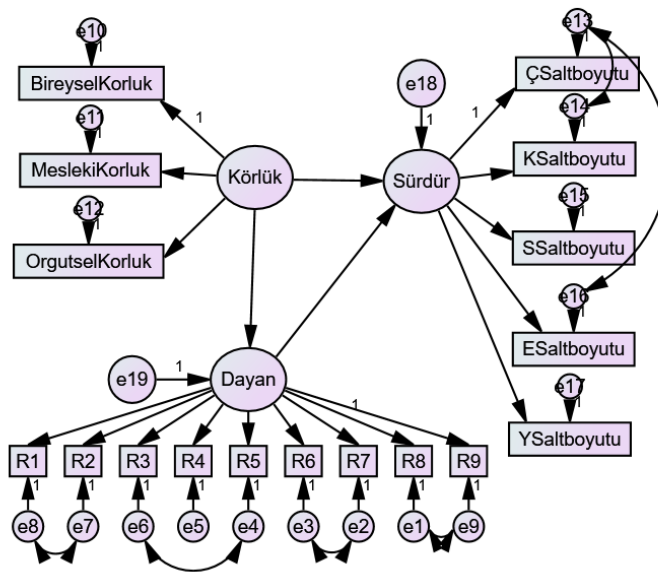 e10
1
BireyselKorluk
e11
1
MeslekiKorluk
e12
1
OrgutselKorluk
1
Körlük
e18
1
Sürdür
1
e13
1
ÇSaltboyutu
e14
1
KSaltboyutu
e15
1
SSaltboyutu
e16
1
ESaltboyutu
e17
1
YSaltboyutu
e19
1
Dayan
1
R1 R2 R3 R4 R5 R6 R7 R8 R9
1 1 1 1 1 1 1 1 1
e8 e7 e6 e5 e4 e3 e2 e1 e9